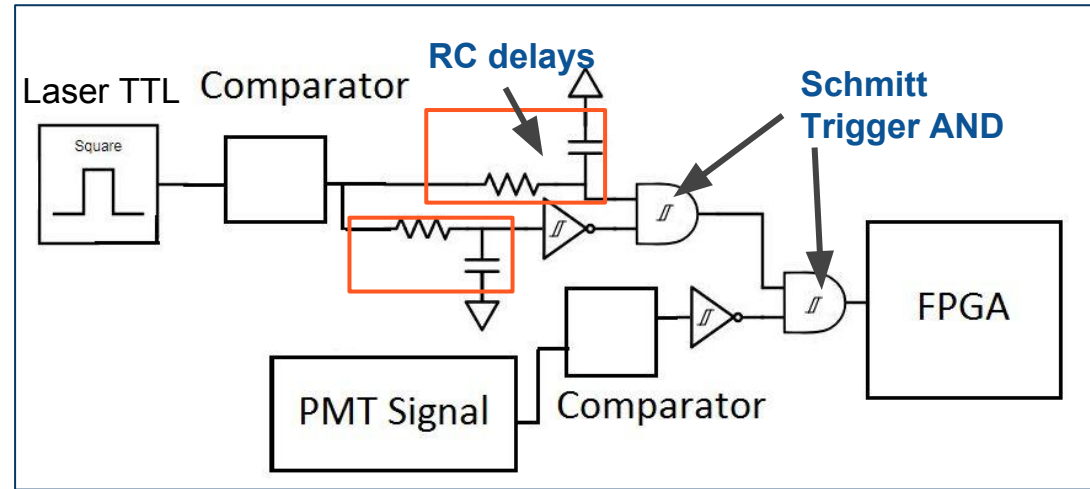 RC delays
Laser TTL
Comparator
Schmitt
Trigger AND
Square
FPGA
PMT Signal
Comparator